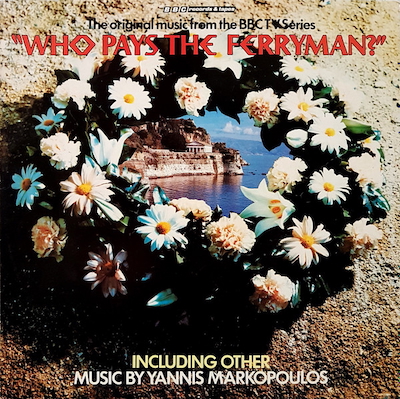 BBC records & tapes
The original music from the BBC TV Series
"WHO PAYS THE FERRYMAN?"
INCLUDING OTHER
MUSIC BY YANNIS MARKOPOULOS